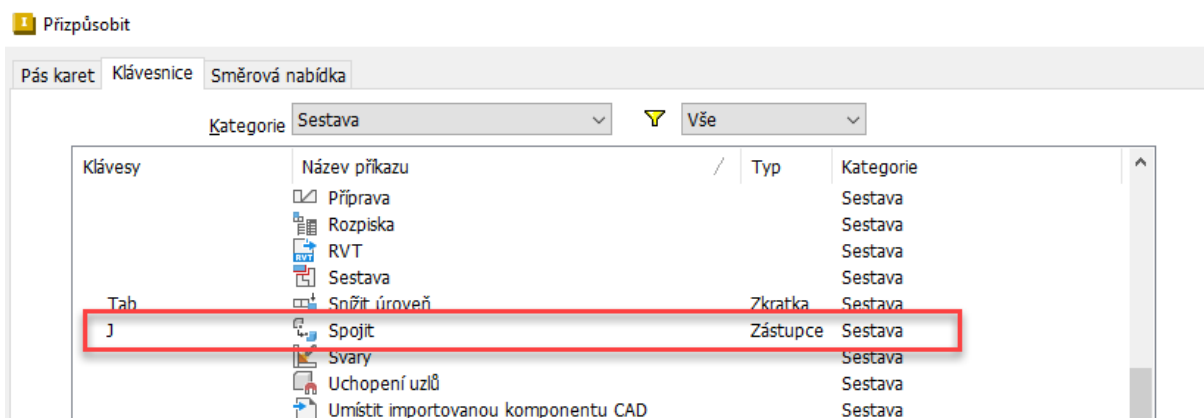 Přizpůsobit
Pás karet Klávesnice Směrová nabídka
Kategorie Sestava Vše
Klávesy Název příkazu Typ Kategorie
Příprava Sestava
Rozpiska Sestava
RVT RVT Sestava
Sestava Sestava
Tab Snížit úroveň Zkratka Sestava
J Spojit Zástupce Sestava
Svary Sestava
Uchopení uzlů Sestava
Umístit importovanou komponentu CAD Sestava